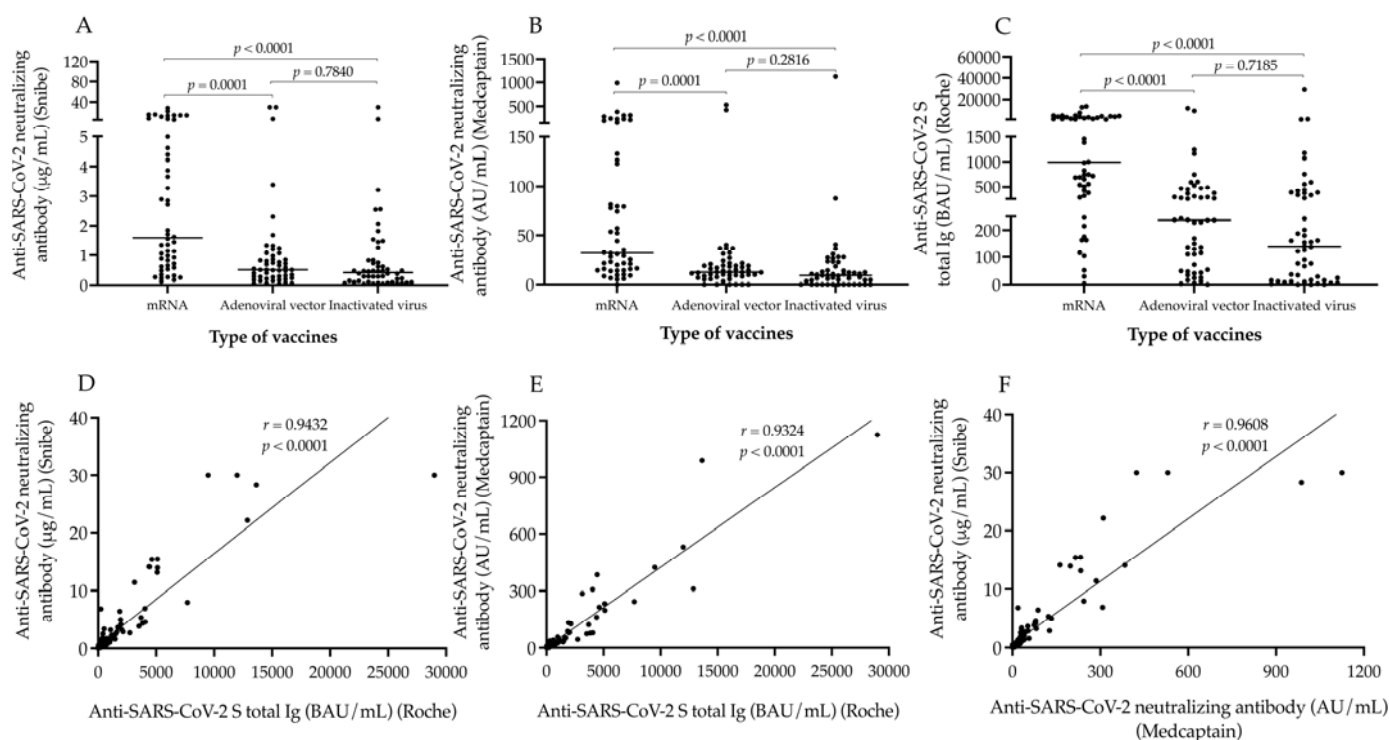 A
Anti-SARS-CoV-2 neutralizing
antibody (μg/mL) (Snibe)
120
80
40
20
0
5
4
3
2
1
0
p < 0.0001
p = 0.0001
p = 0.7840
mRNA
Adenoviral vector
Inactivated virus
Type of vaccines
B
Anti-SARS-CoV-2 neutralizing
antibody (AU/mL) (Medcaptain)
1500
1000
500
150
100
50
0
p < 0.0001
p = 0.0001
p = 0.2816
mRNA
Adenoviral vector
Inactivated virus
Type of vaccines
C
Anti-SARS-CoV-2 S
total Ig (BAU/mL) (Roche)
60000
40000
20000
1500
1000
500
200
100
0
p < 0.0001
p < 0.0001
p = 0.7185
mRNA
Adenoviral vector
Inactivated virus
Type of vaccines
D
Anti-SARS-CoV-2 neutralizing
antibody (μg/mL) (Snibe)
40
30
20
10
0
r = 0.9432
p < 0.0001
0
5000
10000
15000
20000
25000
30000
Anti-SARS-CoV-2 S total Ig (BAU/mL) (Roche)
E
Anti-SARS-CoV-2 neutralizing
antibody (AU/mL) (Medcaptain)
1200
900
600
300
0
r = 0.9324
p < 0.0001
0
5000
10000
15000
20000
25000
30000
Anti-SARS-CoV-2 S total Ig (BAU/mL) (Roche)
F
Anti-SARS-CoV-2 neutralizing
antibody (μg/mL) (Snibe)
40
30
20
10
0
r = 0.9608
p < 0.0001
0
300
600
900
1200
Anti-SARS-CoV-2 neutralizing antibody (AU/mL)
(Medcaptain)